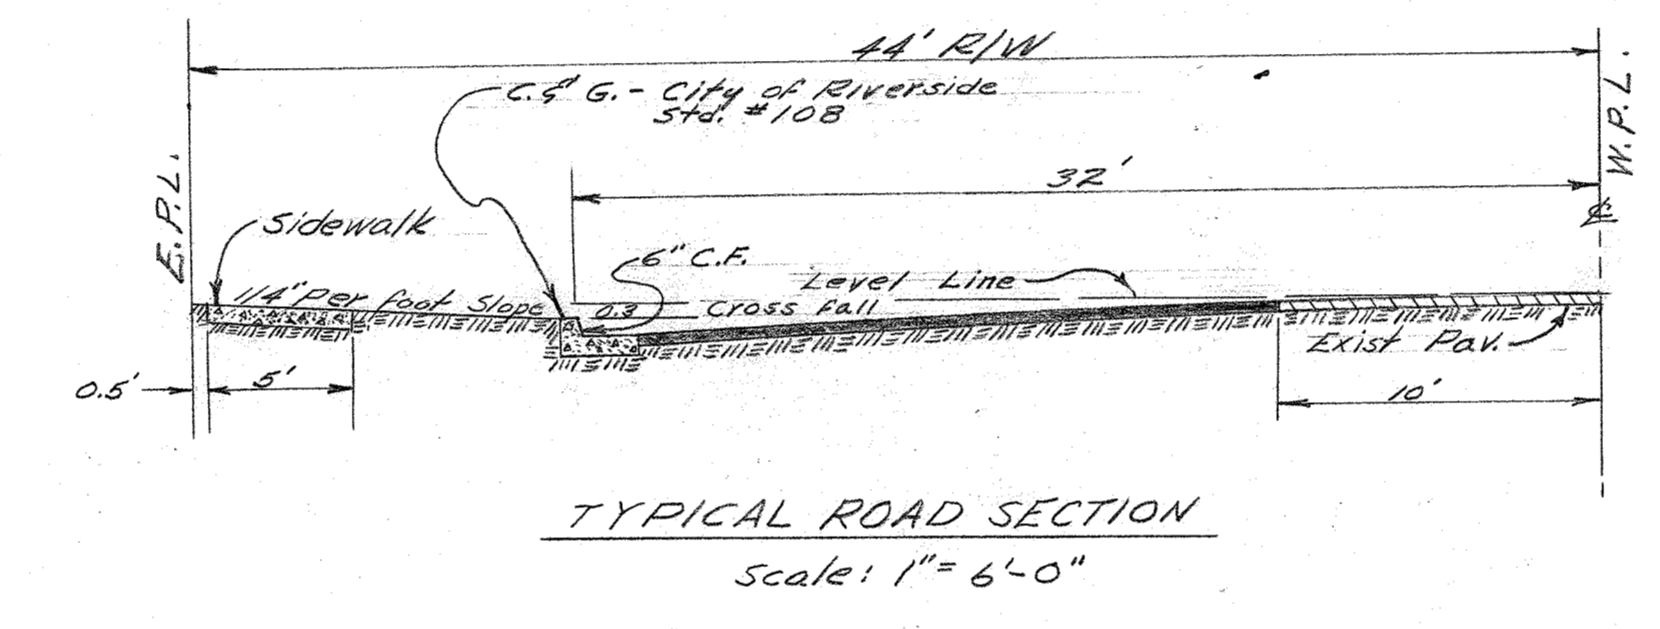 44' R/W
C. & G. - City of Riverside
Std. #108
W.P.L.
E.P.L.
32'
℄
Sidewalk
6" C.F.
Level Line
1/4" Per foot Slope
0.3 Cross fall
Exist Pav.
0.5'
5'
10'
TYPICAL ROAD SECTION
Scale: 1" = 6'-0"